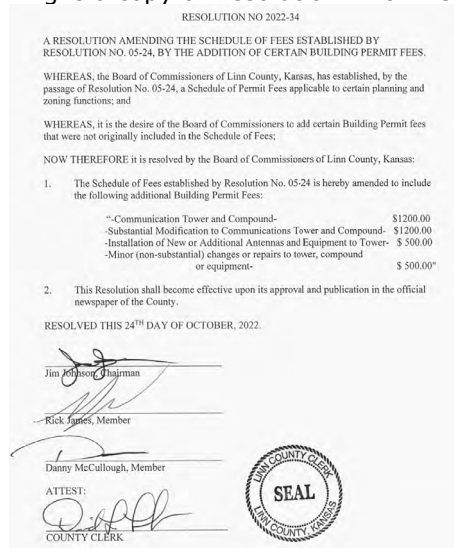 RESOLUTION NO 2022-34
A RESOLUTION AMENDING THE SCHEDULE OF FEES ESTABLISHED BY
RESOLUTION NO. 05-24, BY THE ADDITION OF CERTAIN BUILDING PERMIT FEES.
WHEREAS, the Board of Commissioners of Linn County, Kansas, has established, by the
passage of Resolution No. 05-24, a Schedule of Permit Fees applicable to certain planning and
zoning functions; and
WHEREAS, it is the desire of the Board of Commissioners to add certain Building Permit fees
that were not originally included in the Schedule of Fees;
NOW THEREFORE it is resolved by the Board of Commissioners of Linn County, Kansas:
1. The Schedule of Fees established by Resolution No. 05-24 is hereby amended to include
the following additional Building Permit Fees:
"-Communication Tower and Compound- $1200.00
-Substantial Modification to Communications Tower and Compound- $1200.00
-Installation of New or Additional Antennas and Equipment to Tower- $ 500.00
-Minor (non-substantial) changes or repairs to tower, compound
or equipment- $ 500.00"
2. This Resolution shall become effective upon its approval and publication in the official
newspaper of the County.
RESOLVED THIS 24TH DAY OF OCTOBER, 2022.
Jim Johnson, Chairman
Rick James, Member
Danny McCullough, Member
ATTEST:
COUNTY CLERK
LINN COUNTY CLERK
SEAL
LINN COUNTY, KANSAS